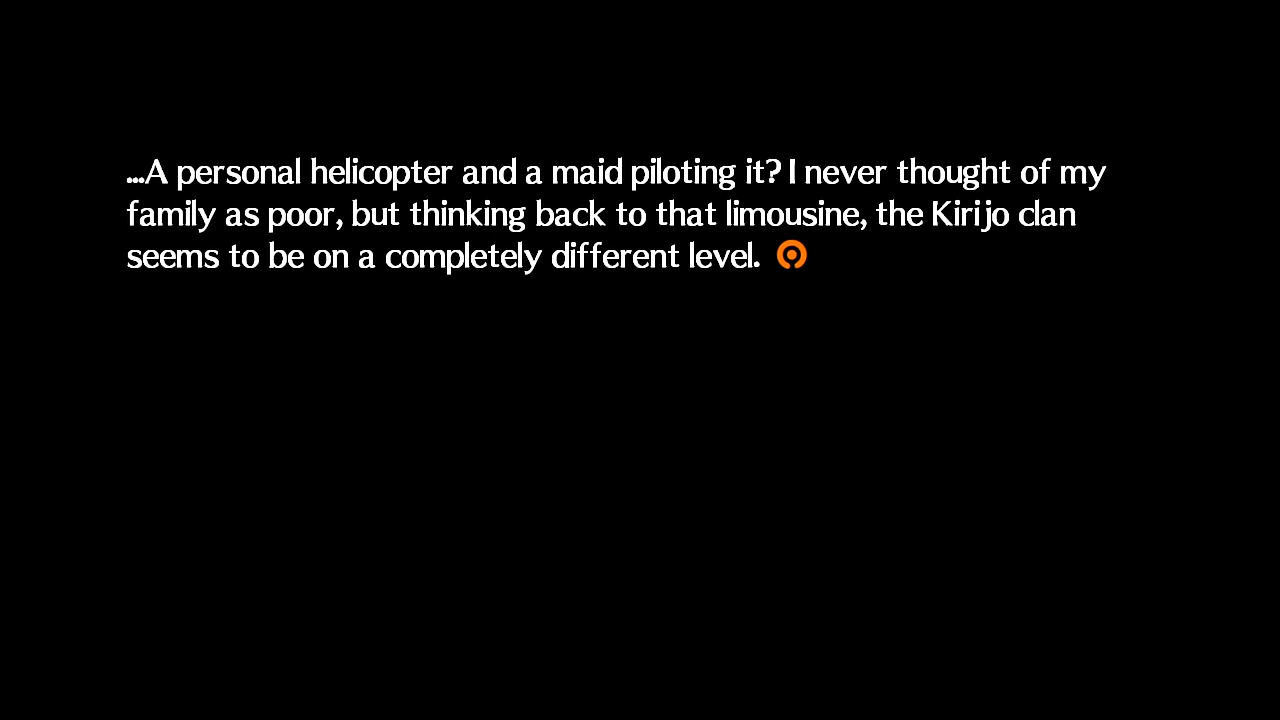 ...A personal helicopter and a maid piloting it? I never thought of my
family as poor, but thinking back to that limousine, the Kirijo clan
seems to be on a completely different level.